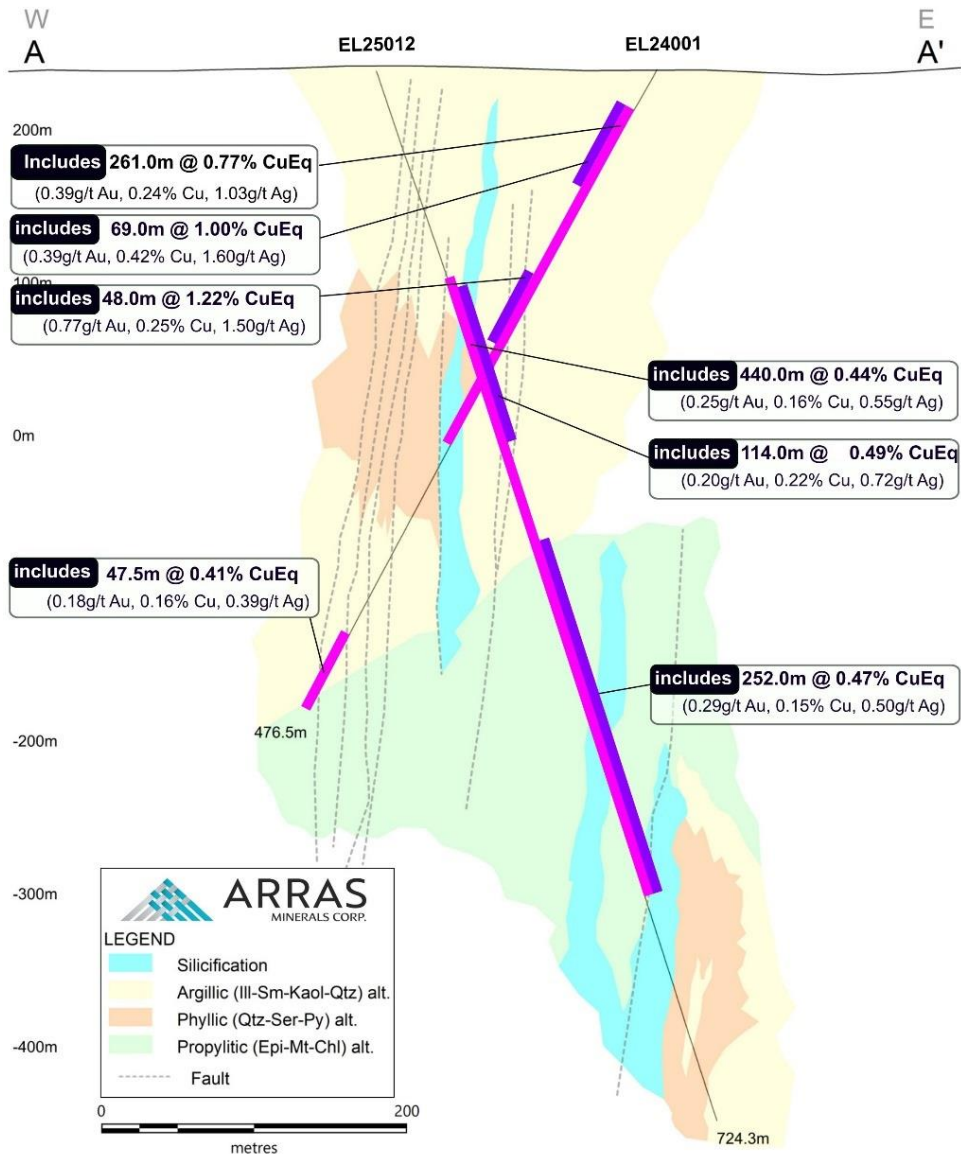 W
E
A
EL25012
EL24001
A'
200m
Includes 261.0m @ 0.77% CuEq
(0.39g/t Au, 0.24% Cu, 1.03g/t Ag)
includes 69.0m @ 1.00% CuEq
(0.39g/t Au, 0.42% Cu, 1.60g/t Ag)
100m
includes 48.0m @ 1.22% CuEq
(0.77g/t Au, 0.25% Cu, 1.50g/t Ag)
includes 440.0m @ 0.44% CuEq
(0.25g/t Au, 0.16% Cu, 0.55g/t Ag)
0m
includes 114.0m @ 0.49% CuEq
(0.20g/t Au, 0.22% Cu, 0.72g/t Ag)
includes 47.5m @ 0.41% CuEq
(0.18g/t Au, 0.16% Cu, 0.39g/t Ag)
includes 252.0m @ 0.47% CuEq
(0.29g/t Au, 0.15% Cu, 0.50g/t Ag)
476.5m
-200m
-300m
ARRAS
MINERALS CORP.
LEGEND
Silicification
Argillic (Ill-Sm-Kaol-Qtz) alt.
Phyllic (Qtz-Ser-Py) alt.
Propylitic (Epi-Mt-Chl) alt.
Fault
-400m
0
200
metres
724.3m